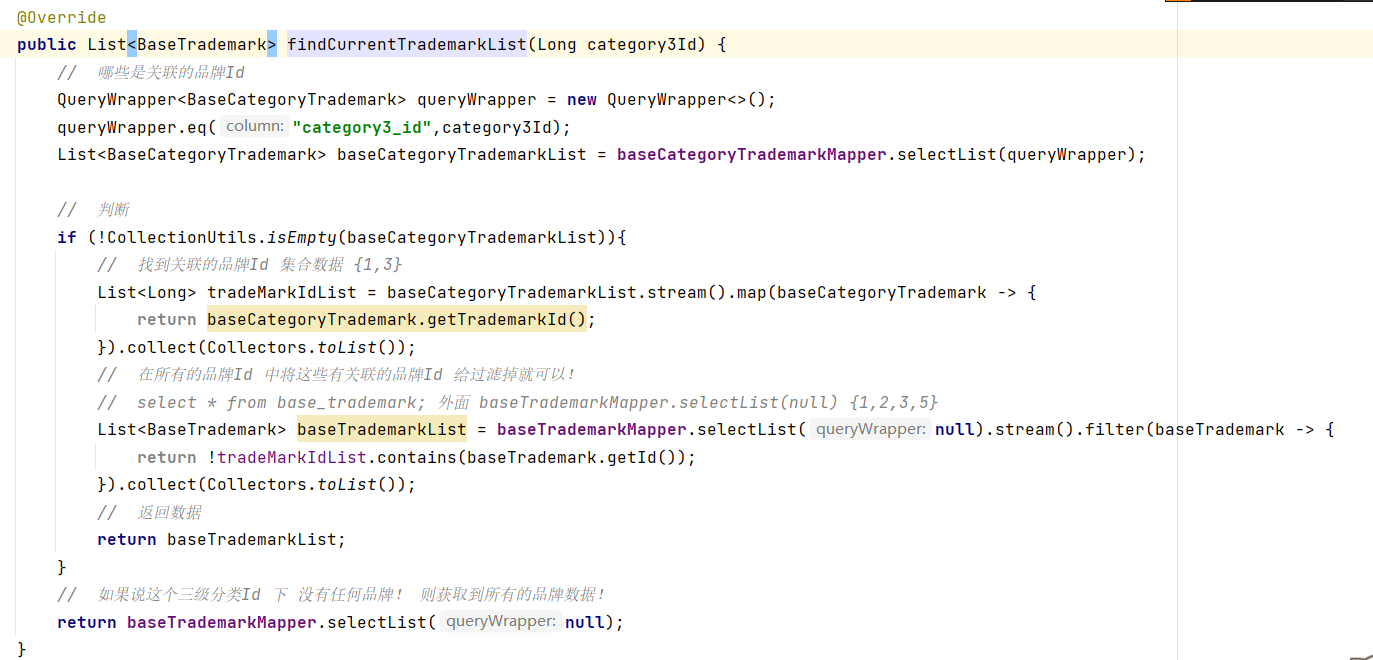 @Override
public List<BaseTrademark> findCurrentTrademarkList(Long category3Id) {
//  哪些是关联的品牌Id
QueryWrapper<BaseCategoryTrademark> queryWrapper = new QueryWrapper<>();
queryWrapper.eq( column: "category3_id",category3Id);
List<BaseCategoryTrademark> baseCategoryTrademarkList = baseCategoryTrademarkMapper.selectList(queryWrapper);
//  判断
if (!CollectionUtils.isEmpty(baseCategoryTrademarkList)){
//  找到关联的品牌Id 集合数据 {1,3}
List<Long> tradeMarkIdList = baseCategoryTrademarkList.stream().map(baseCategoryTrademark -> {
return baseCategoryTrademark.getTrademarkId();
}).collect(Collectors.toList());
//  在所有的品牌Id 中将这些有关联的品牌Id 给过滤掉就可以！
//  select * from base_trademark; 外面 baseTrademarkMapper.selectList(null) {1,2,3,5}
List<BaseTrademark> baseTrademarkList = baseTrademarkMapper.selectList( queryWrapper: null).stream().filter(baseTrademark -> {
return !tradeMarkIdList.contains(baseTrademark.getId());
}).collect(Collectors.toList());
//  返回数据
return baseTrademarkList;
}
//  如果说这个三级分类Id 下 没有任何品牌！ 则获取到所有的品牌数据！
return baseTrademarkMapper.selectList( queryWrapper: null);
}